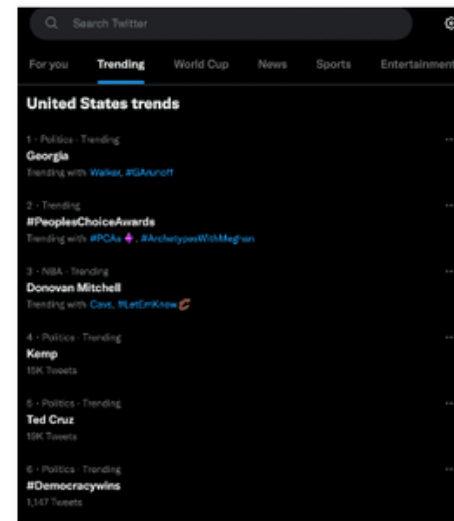 Search Twitter
For you Trending World Cup News Sports Entertainment
United States trends
1 · Politics · Trending
Georgia
Trending with Walker, #GArunoff
2 · Trending
#PeoplesChoiceAwards
Trending with #PCAs, #ArchetypesWithMeghan
3 · NBA · Trending
Donovan Mitchell
Trending with Cavs, #LetEmKnow
4 · Politics · Trending
Kemp
15K Tweets
5 · Politics · Trending
Ted Cruz
19K Tweets
6 · Politics · Trending
#Democracywins
1,147 Tweets